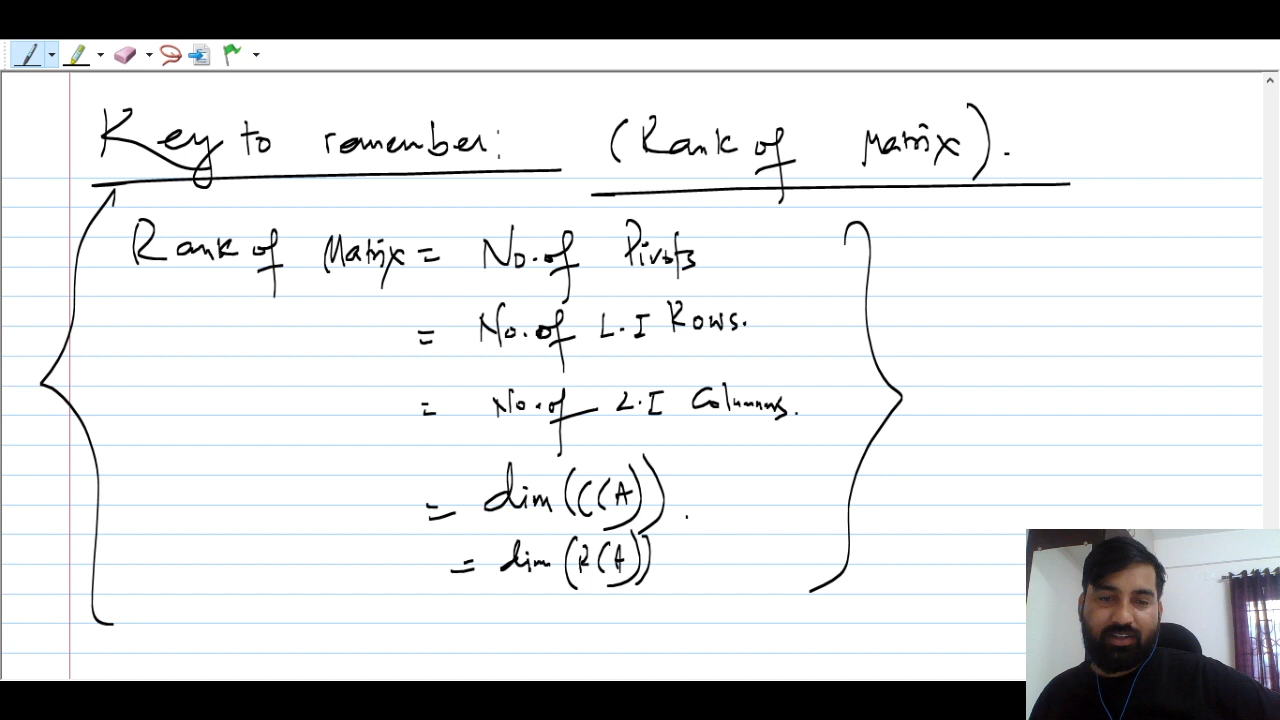 Key to remember: (Rank of Matrix).
Rank of Matrix = No. of Pivots
= No. of L.I Rows.
= No. of L.I Columns.
= dim(C(A)).
= dim(R(A))